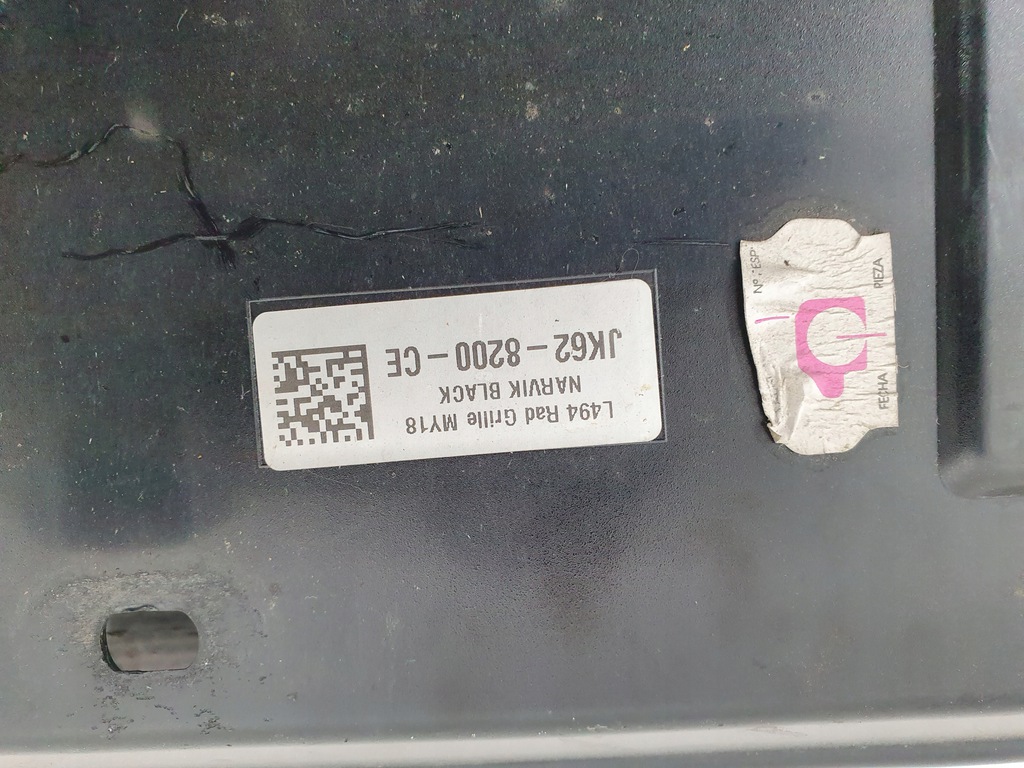 L494 Rad Grille MY18
NARVIK BLACK
JK62-8200-CE
Nº. ESP.
PIEZA
FECHA